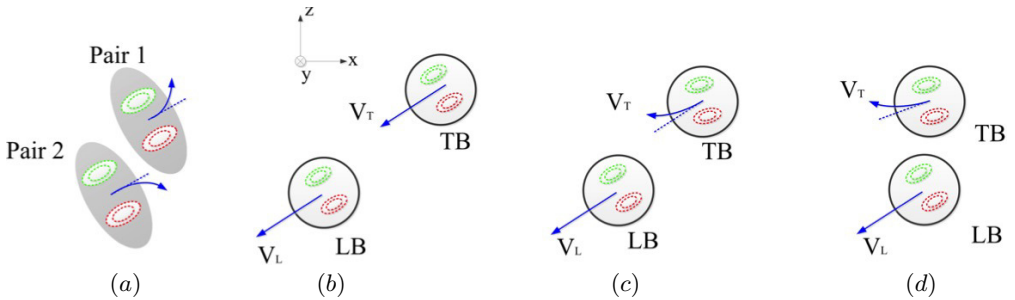 Pair 1
Pair 2
(a)
z
x
y
V_T
TB
V_L
LB
(b)
V_T
TB
V_L
LB
(c)
V_T
TB
V_L
LB
(d)